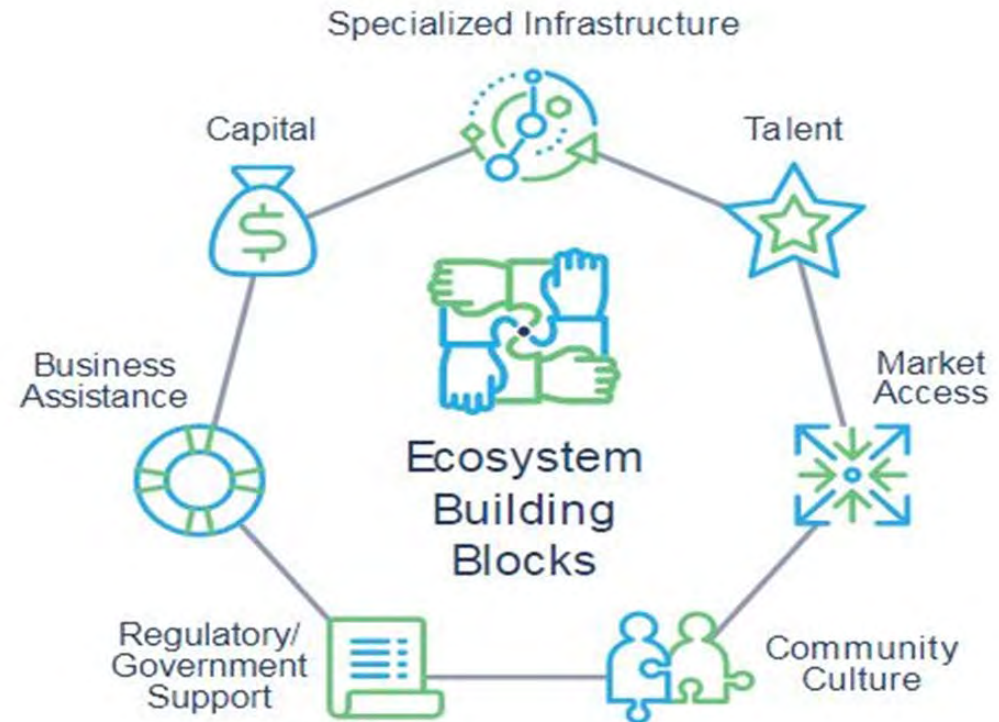 Specialized Infrastructure
Capital
Talent
$
Business
Assistance
Market
Access
Ecosystem
Building
Blocks
Regulatory/
Government
Support
Community
Culture